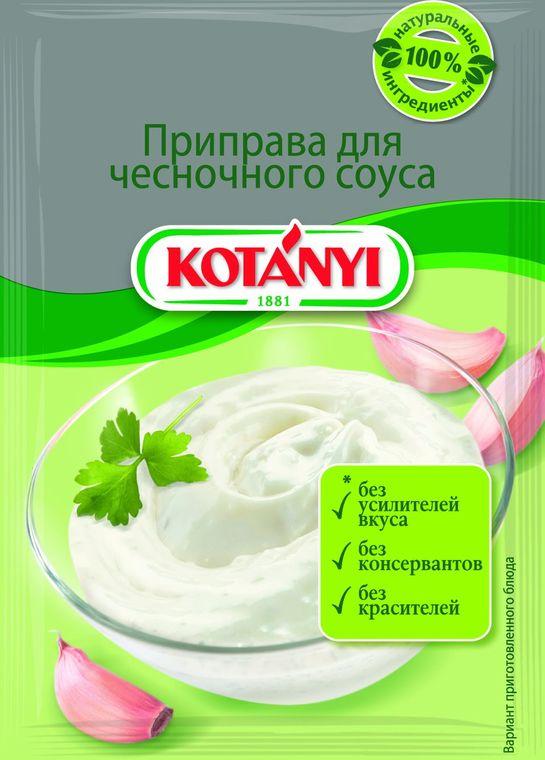 натуральные
100%
ингредиенты*
Приправа для
чесночного соуса
KOTÁNYI
1881
*
без
усилителей
вкуса
без
консервантов
без
красителей
Вариант приготовленного блюда